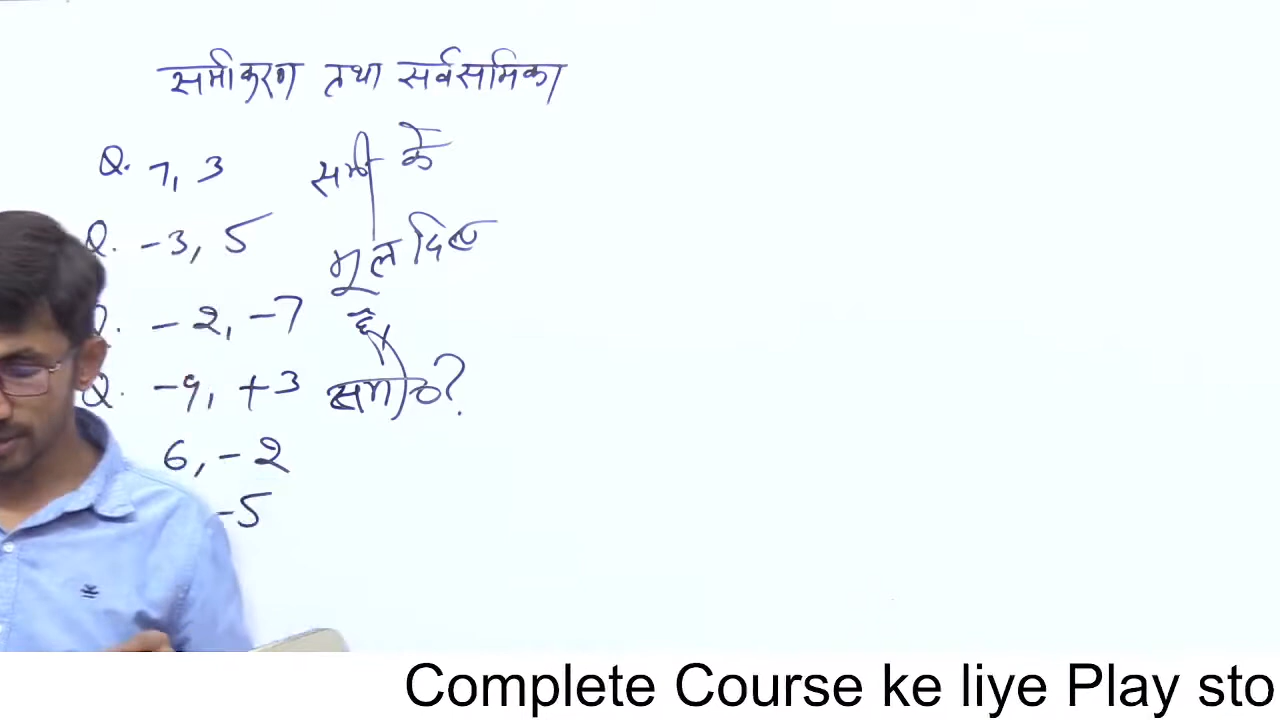 समीकरण तथा सर्वसमिका
Q. 7, 3 समी के
Q. -3, 5 मूल दिए
Q. -2, -7 है
Q. -9, +3 समी० ?
6, -2
-5
Complete Course ke liye Play sto